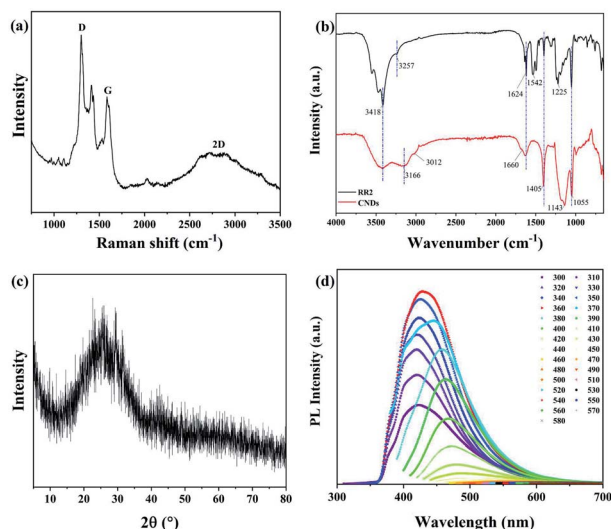 (a)
D
G
2D
Intensity
1000 1500 2000 2500 3000 3500
Raman shift (cm-1)
(b)
3257
3418
1624
1542
1225
3012
3166
1660
1405
1143
1055
RR2
CNDs
Intensity (a.u.)
4000 3500 3000 2500 2000 1500 1000
Wavenumber (cm-1)
(c)
Intensity
10 20 30 40 50 60 70 80
2θ (°)
(d)
300 310
320 330
340 350
360 370
380 390
400 410
420 430
440 450
460 470
480 490
500 510
520 530
540 550
560 570
580
PL Intensity (a.u.)
300 400 500 600 700
Wavelength (nm)